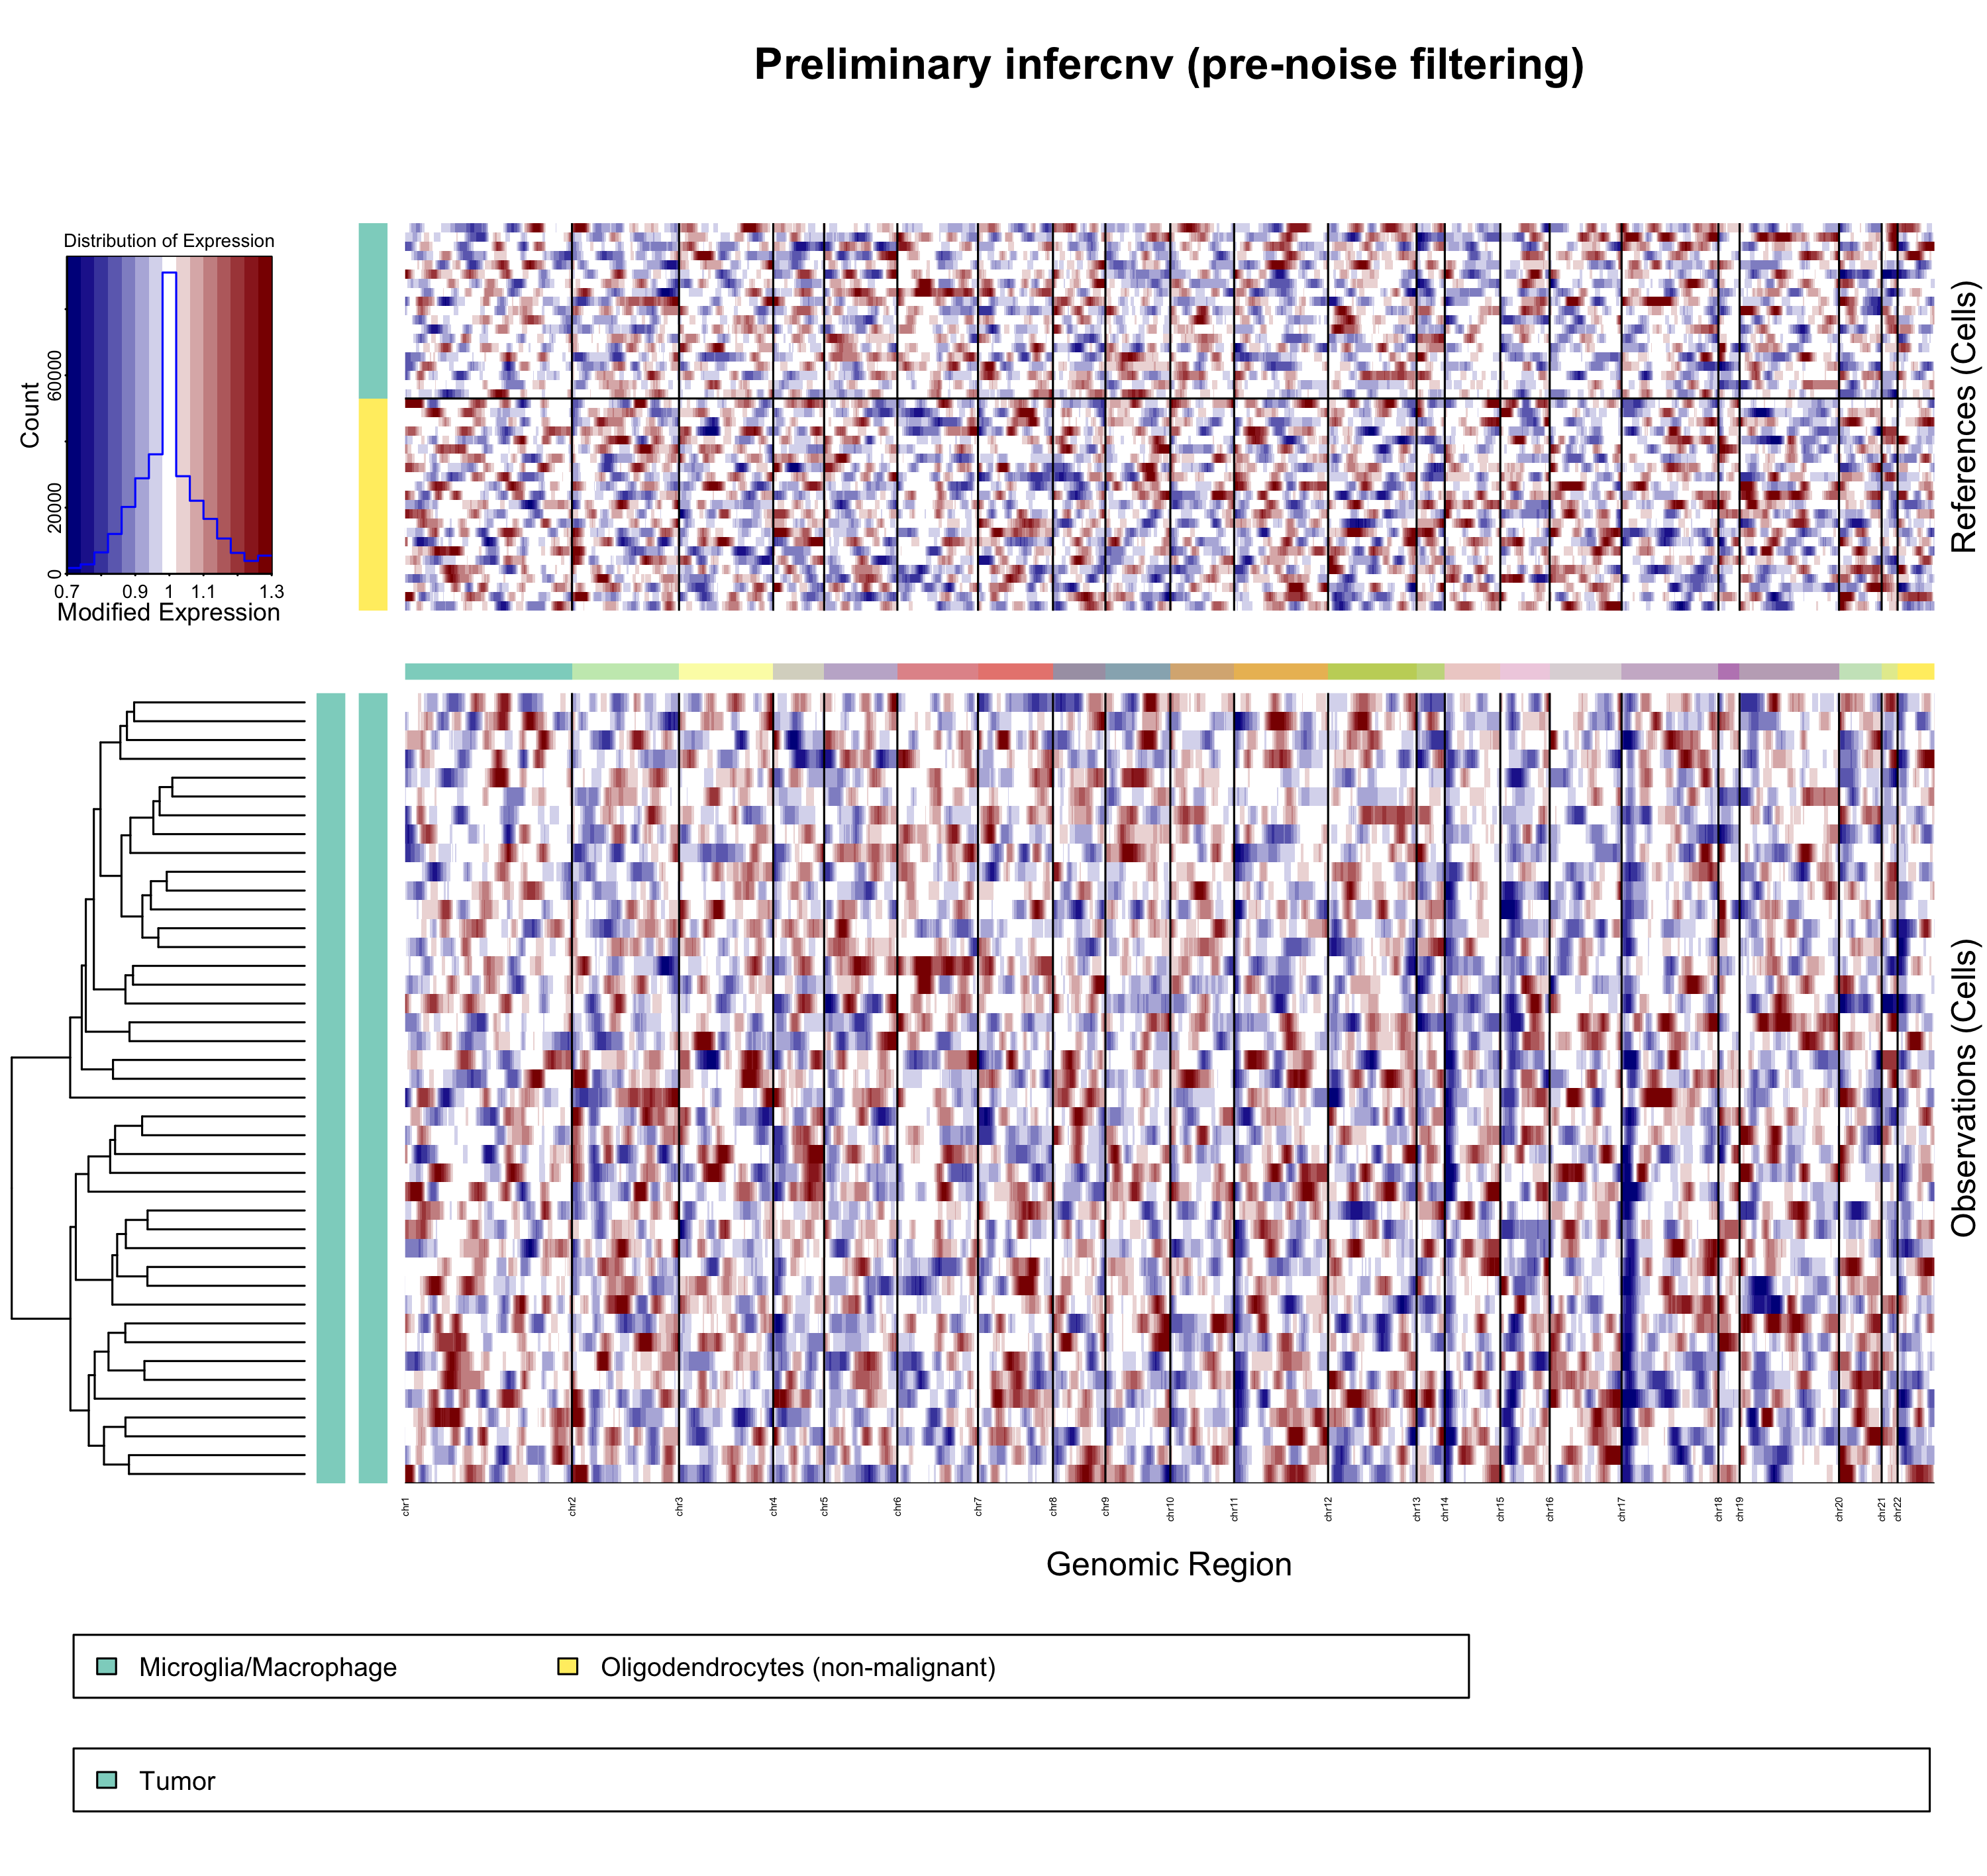 Preliminary infercnv (pre-noise filtering)
Distribution of Expression
Count
0 20000 60000
0.7 0.9 1 1.1 1.3
Modified Expression
References (Cells)
Observations (Cells)
chr1 chr2 chr3 chr4 chr5 chr6 chr7 chr8 chr9 chr10 chr11 chr12 chr13 chr14 chr15 chr16 chr17 chr18 chr19 chr20 chr21 chr22
Genomic Region
Microglia/Macrophage Oligodendrocytes (non-malignant)
Tumor